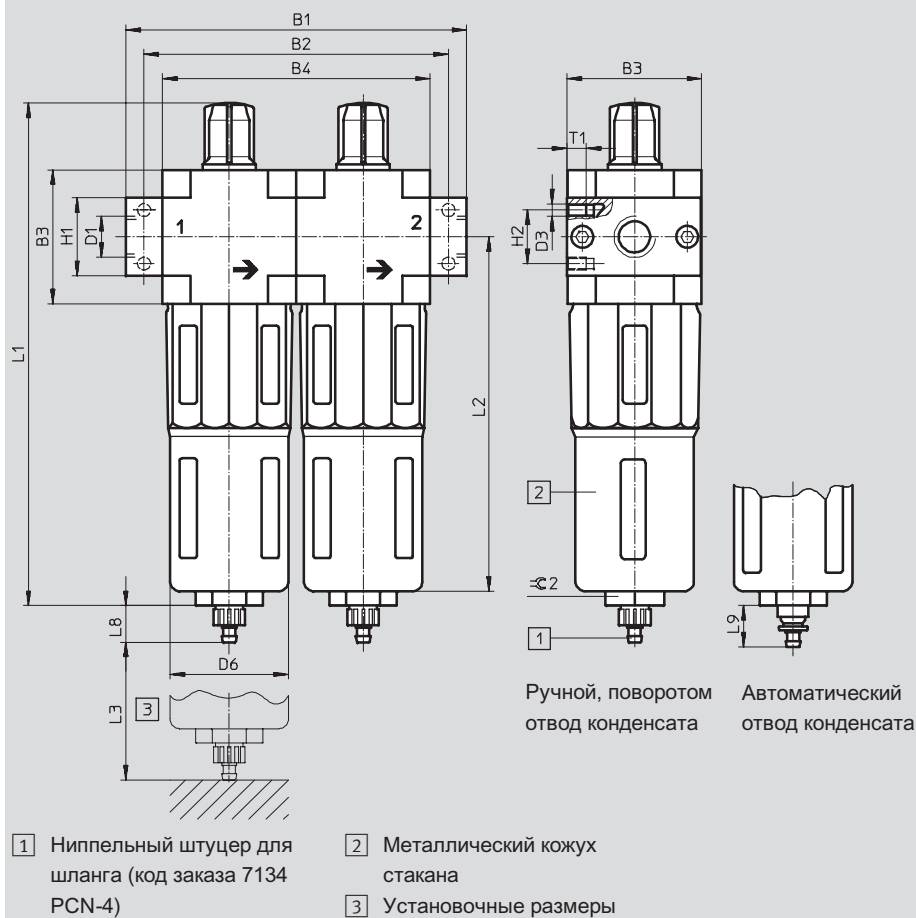 B1
B2
B4
B3
T1
1
2
B3
H1
D1
H2
D3
L1
L2
2
2
1
L8
L9
D6
3
L3
Ручной, поворотом
отвод конденсата
Автоматический
отвод конденсата
1 Ниппельный штуцер для
шланга (код заказа 7134
PCN-4)
2 Металлический кожух
стакана
3 Установочные размеры